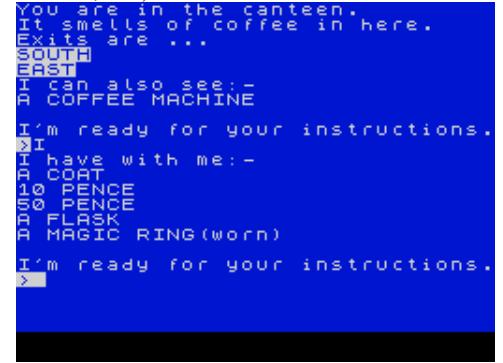 You are in the canteen.
It smells of coffee in here.
Exits are ...
SOUTH
EAST
I can also see:-
A COFFEE MACHINE
I'm ready for your instructions.
>I
I have with me:-
A COAT
10 PENCE
50 PENCE
A FLASK
A MAGIC RING(worn)
I'm ready for your instructions.
>